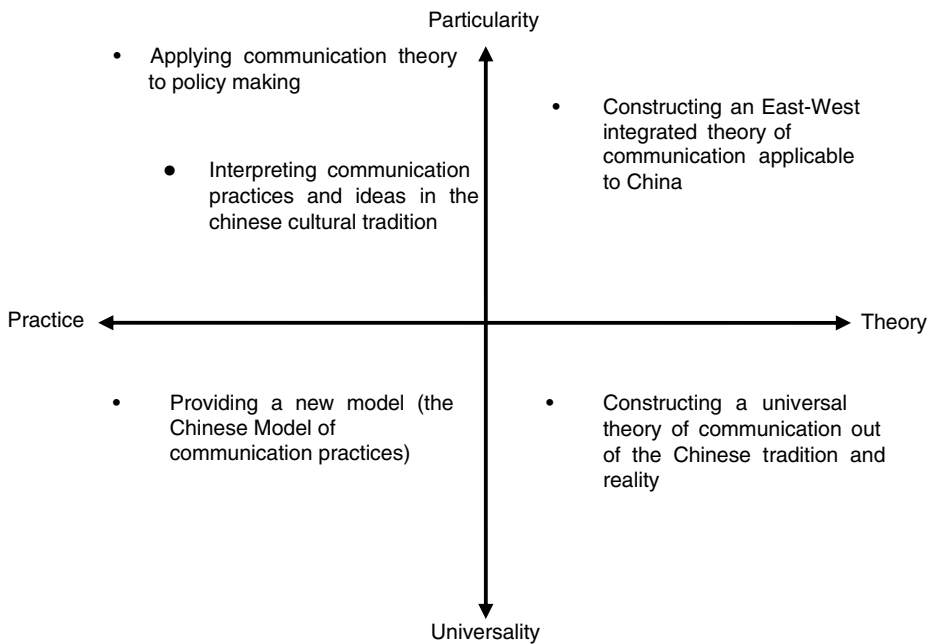 Particularity
• Applying communication theory
to policy making
• Interpreting communication
practices and ideas in the
chinese cultural tradition
• Constructing an East-West
integrated theory of
communication applicable
to China
Practice
Theory
• Providing a new model (the
Chinese Model of
communication practices)
• Constructing a universal
theory of communication out
of the Chinese tradition and
reality
Universality